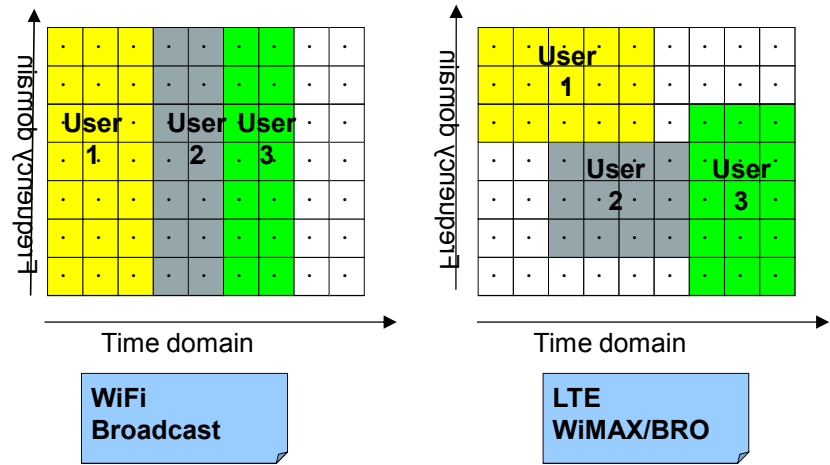 Frequency domain
User
1
User
2
User
3
Time domain
WiFi
Broadcast
Frequency domain
User
1
User
2
User
3
Time domain
LTE
WiMAX/BRO